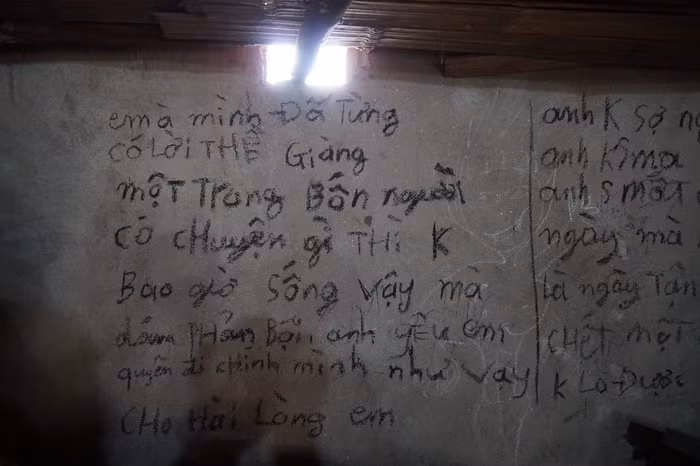 em à mình Đã Từng
có Lời THỀ Giàng
một Trong Bốn người
có cHuyện gì THÌ K
Bao giờ Sống vậy mà
dám PHản Bội anh yêu em
quyên đi cHính mình như vậy
CHo Hài Lòng em
anh K Sợ
anh
anh s mất
ngày mà
là ngày Tận
CHết một
K Là Được